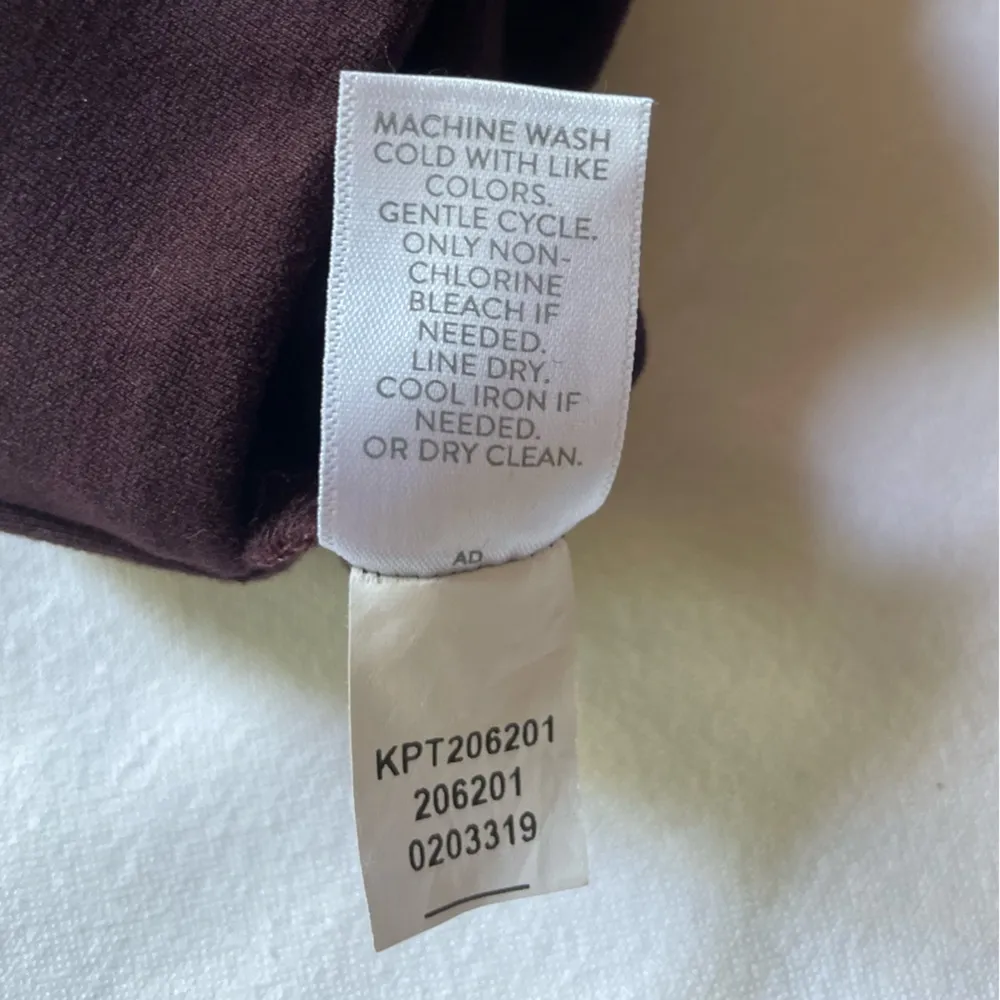 MACHINE WASH
COLD WITH LIKE
COLORS.
GENTLE CYCLE.
ONLY NON-
CHLORINE
BLEACH IF
NEEDED.
LINE DRY.
COOL IRON IF
NEEDED.
OR DRY CLEAN.
AD
KPT206201
206201
0203319